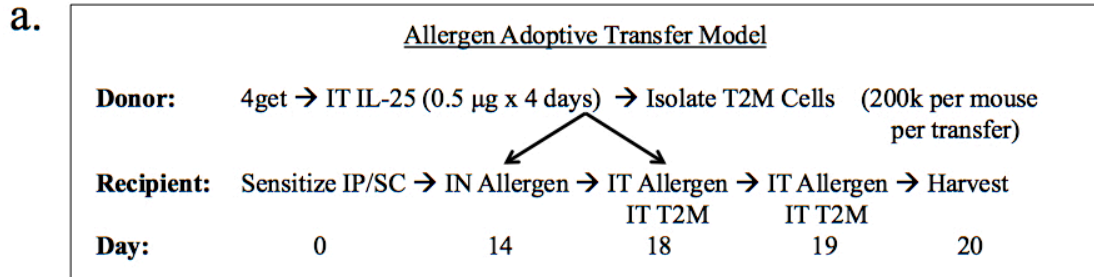 a.
Allergen Adoptive Transfer Model
Donor: 4get → IT IL-25 (0.5 µg x 4 days) → Isolate T2M Cells (200k per mouse
per transfer)
Recipient: Sensitize IP/SC → IN Allergen → IT Allergen → IT Allergen → Harvest
IT T2M IT T2M
Day: 0 14 18 19 20